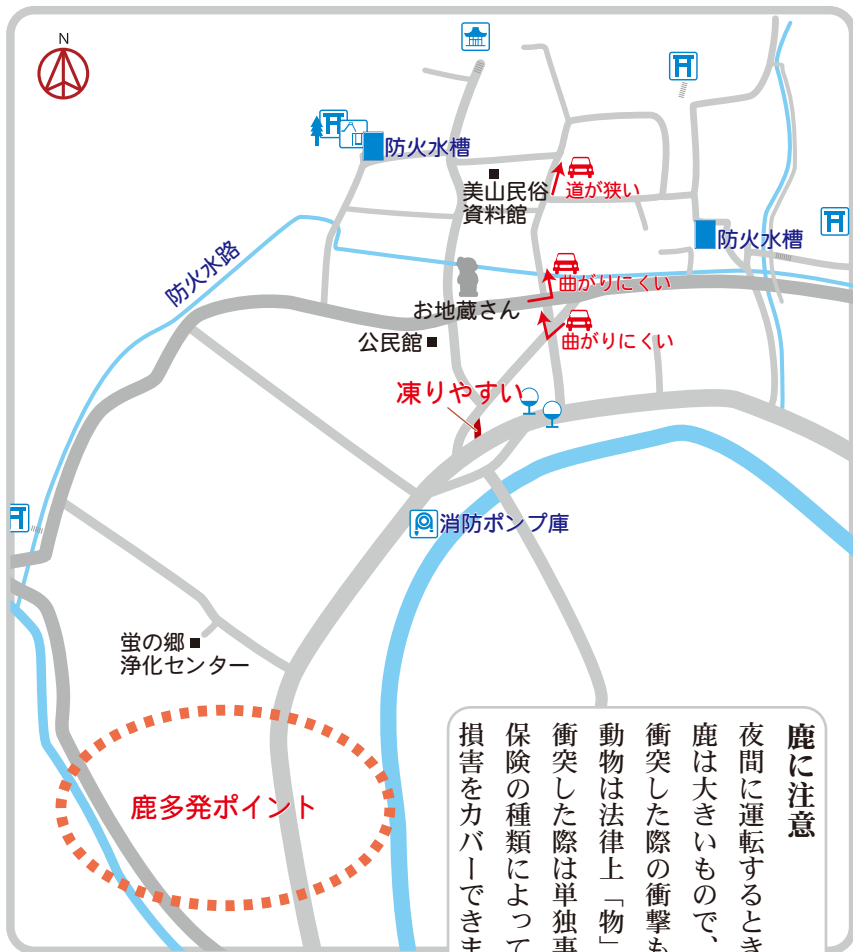 N
防火水槽
美山民俗
資料館
道が狭い
防火水槽
防火水路
曲がりにくい
お地蔵さん
公民館
曲がりにくい
凍りやすい
消防ポンプ庫
蛍の郷
浄化センター
鹿多発ポイント
鹿に注意
夜間に運転するとき
鹿は大きいもので、
衝突した際の衝撃も
動物は法律上「物」
衝突した際は単独事
保険の種類によって
損害をカバーできま